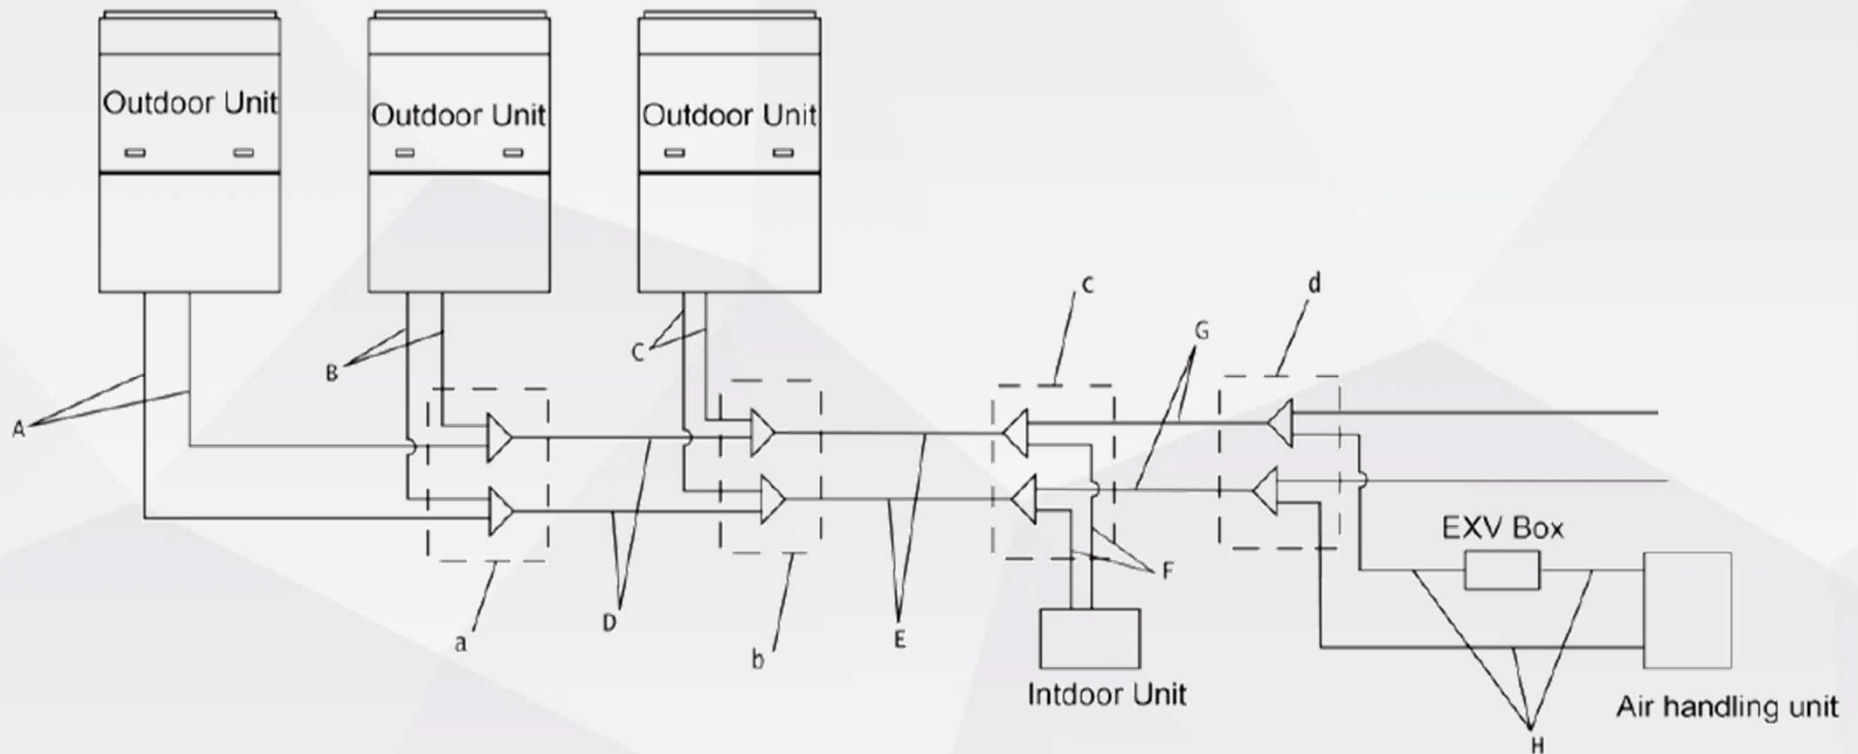 Outdoor Unit
Outdoor Unit
Outdoor Unit
c
d
G
C
B
A
F
EXV Box
D
E
a
b
Intdoor Unit
Air handling unit
H